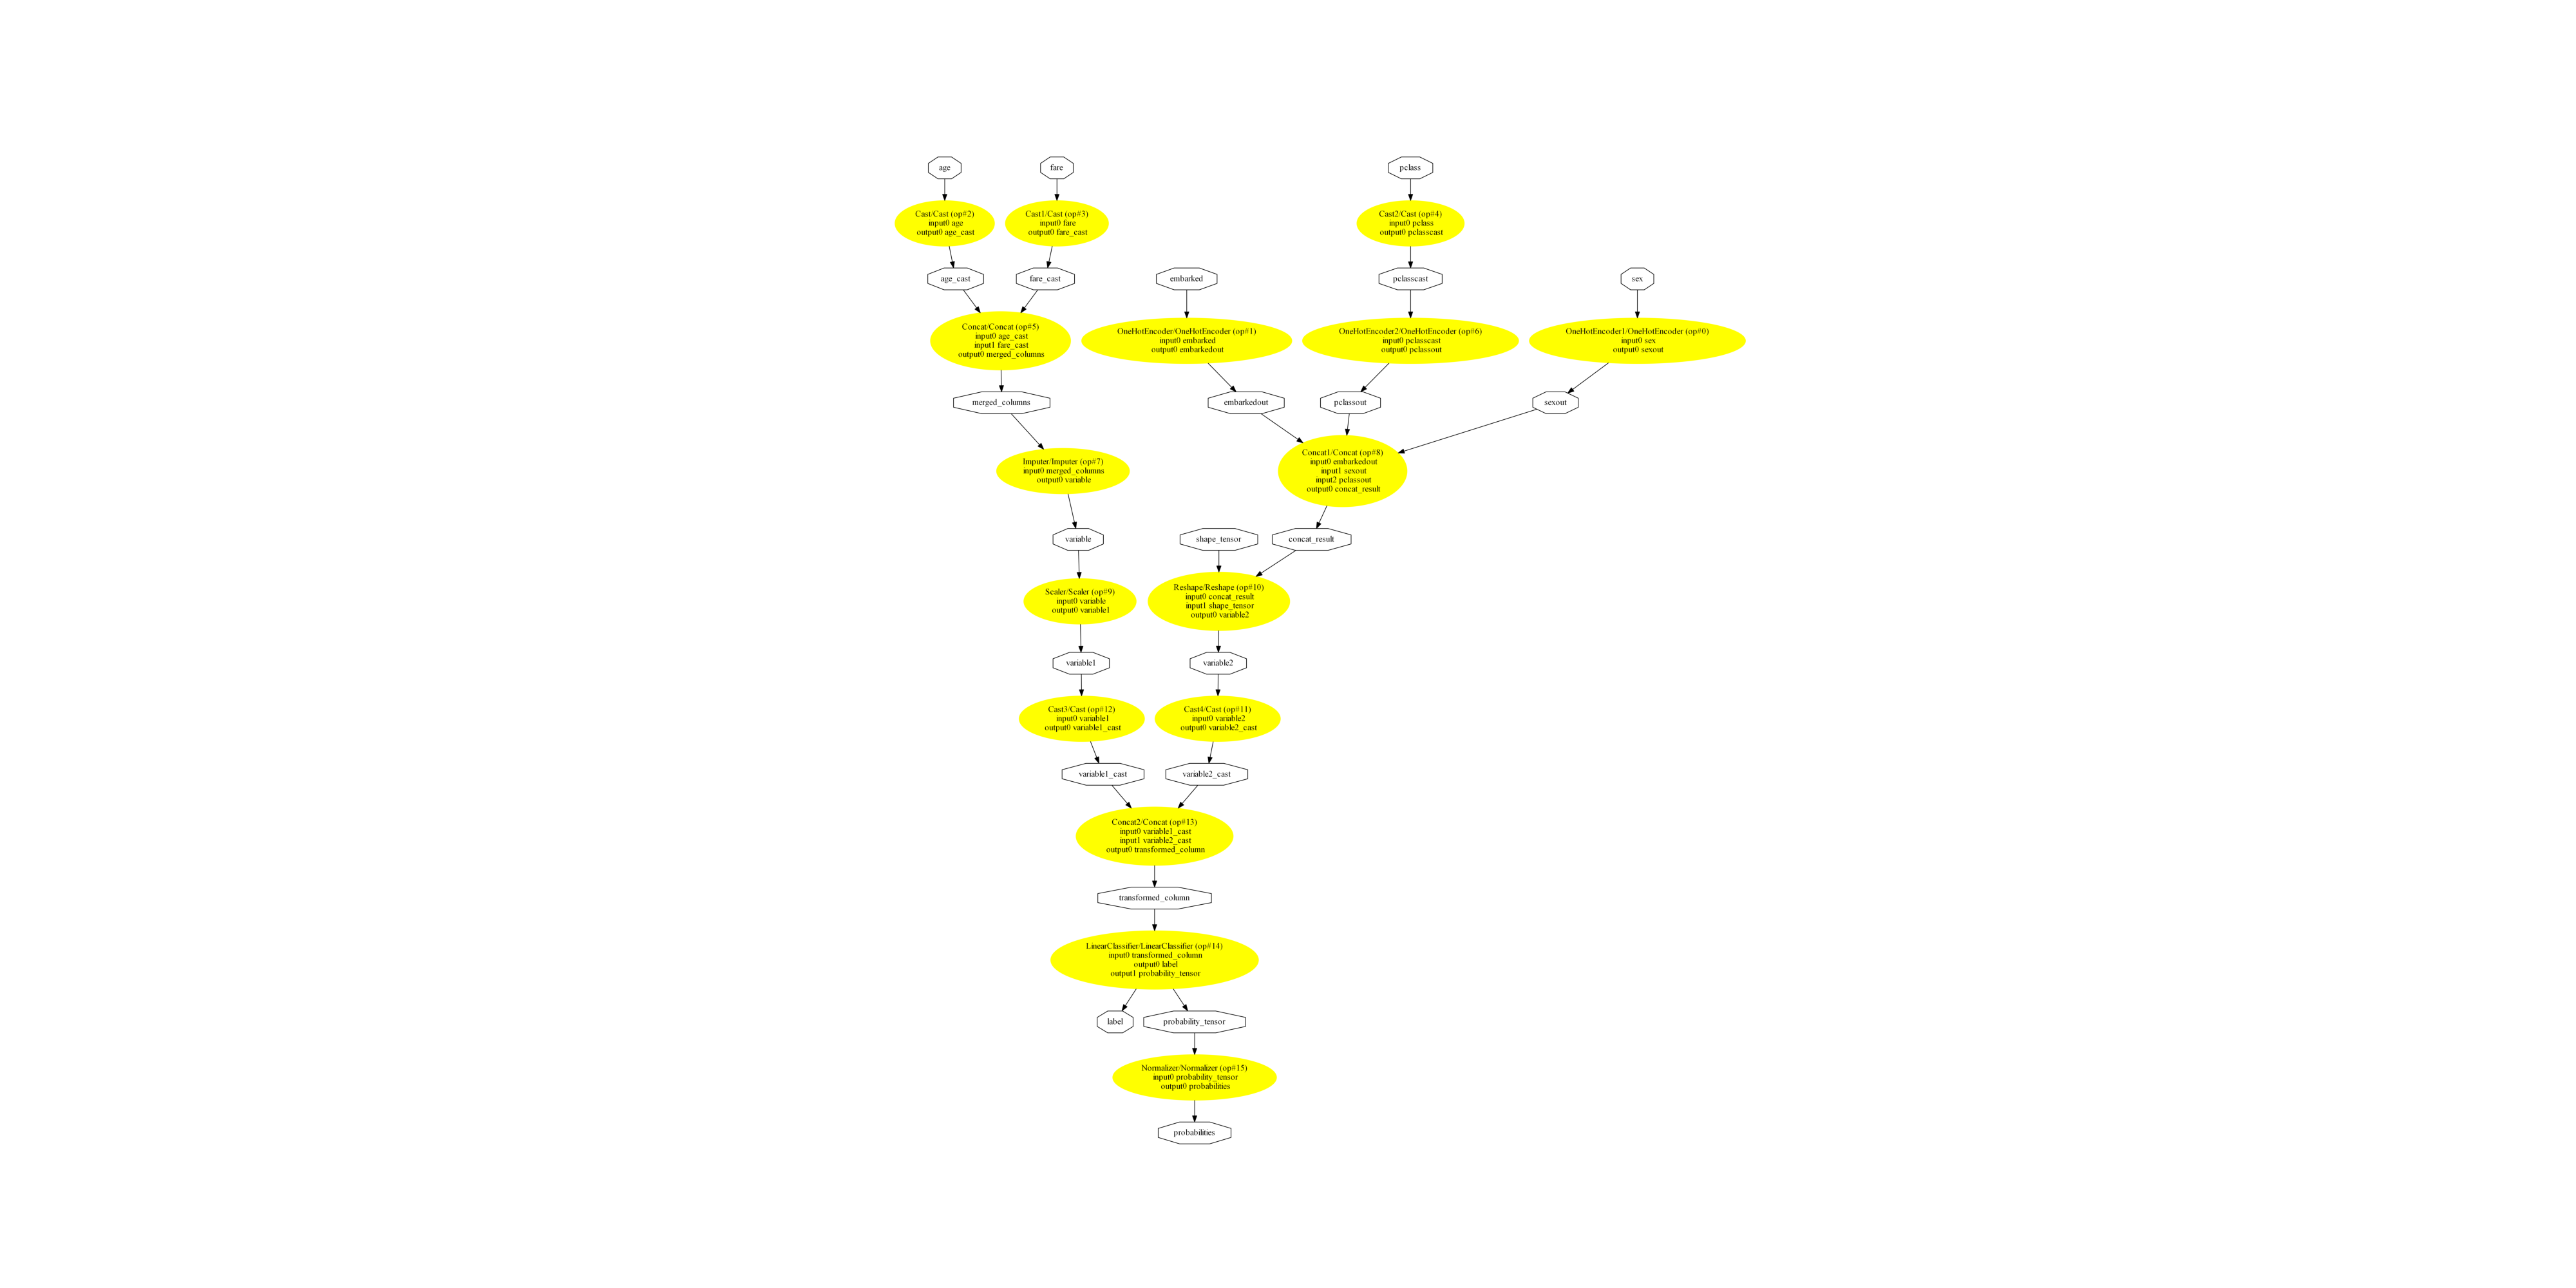 age
fare
pclass
Cast/Cast (op#2)
input0 age
output0 age_cast
Cast1/Cast (op#3)
input0 fare
output0 fare_cast
Cast2/Cast (op#4)
input0 pclass
output0 pclasscast
age_cast
fare_cast
embarked
pclasscast
sex
Concat/Concat (op#5)
input0 age_cast
input1 fare_cast
output0 merged_columns
OneHotEncoder/OneHotEncoder (op#1)
input0 embarked
output0 embarkedout
OneHotEncoder2/OneHotEncoder (op#6)
input0 pclasscast
output0 pclassout
OneHotEncoder1/OneHotEncoder (op#0)
input0 sex
output0 sexout
merged_columns
embarkedout
pclassout
sexout
Imputer/Imputer (op#7)
input0 merged_columns
output0 variable
Concat1/Concat (op#8)
input0 embarkedout
input1 sexout
input2 pclassout
output0 concat_result
variable
shape_tensor
concat_result
Scaler/Scaler (op#9)
input0 variable
output0 variable1
Reshape/Reshape (op#10)
input0 concat_result
input1 shape_tensor
output0 variable2
variable1
variable2
Cast3/Cast (op#12)
input0 variable1
output0 variable1_cast
Cast4/Cast (op#11)
input0 variable2
output0 variable2_cast
variable1_cast
variable2_cast
Concat2/Concat (op#13)
input0 variable1_cast
input1 variable2_cast
output0 transformed_column
transformed_column
LinearClassifier/LinearClassifier (op#14)
input0 transformed_column
output0 label
output1 probability_tensor
label
probability_tensor
Normalizer/Normalizer (op#15)
input0 probability_tensor
output0 probabilities
probabilities